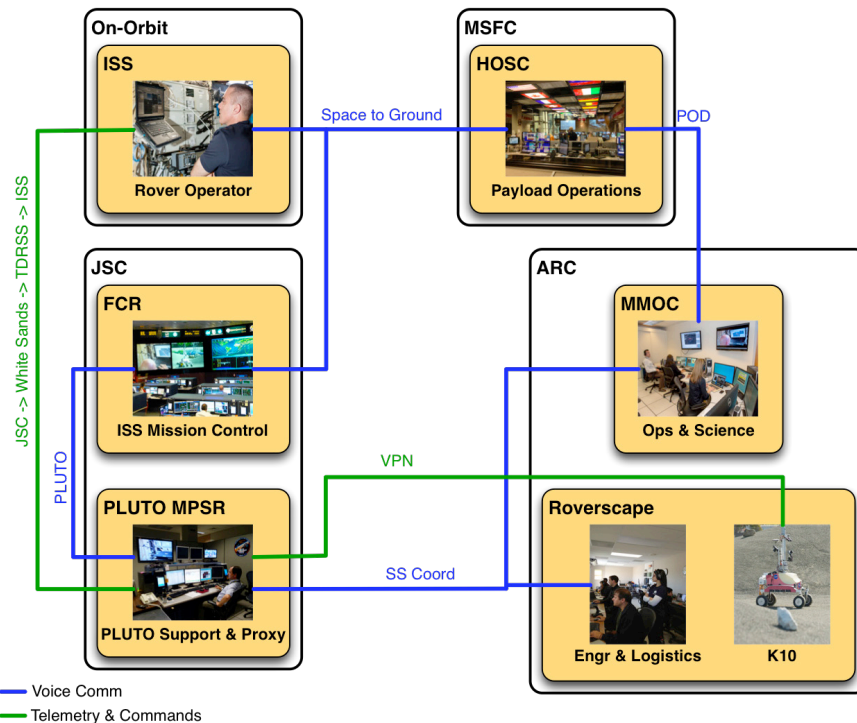 On-Orbit
ISS
Rover Operator
MSFC
HOSC
Payload Operations
Space to Ground
POD
JSC -> White Sands -> TDRSS -> ISS
JSC
FCR
ISS Mission Control
PLUTO
PLUTO MPSR
PLUTO Support & Proxy
ARC
MMOC
Ops & Science
VPN
SS Coord
Roverscape
Engr & Logistics
K10
Voice Comm
Telemetry & Commands